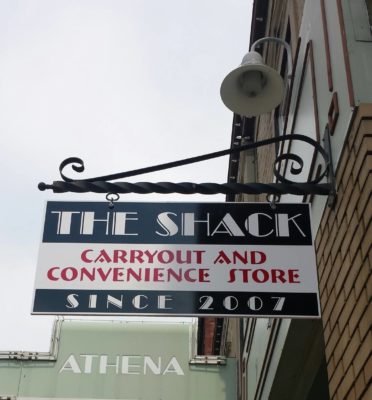 THE SHACK
CARRYOUT AND
CONVENIENCE STORE
SINCE 2007
ATHENA